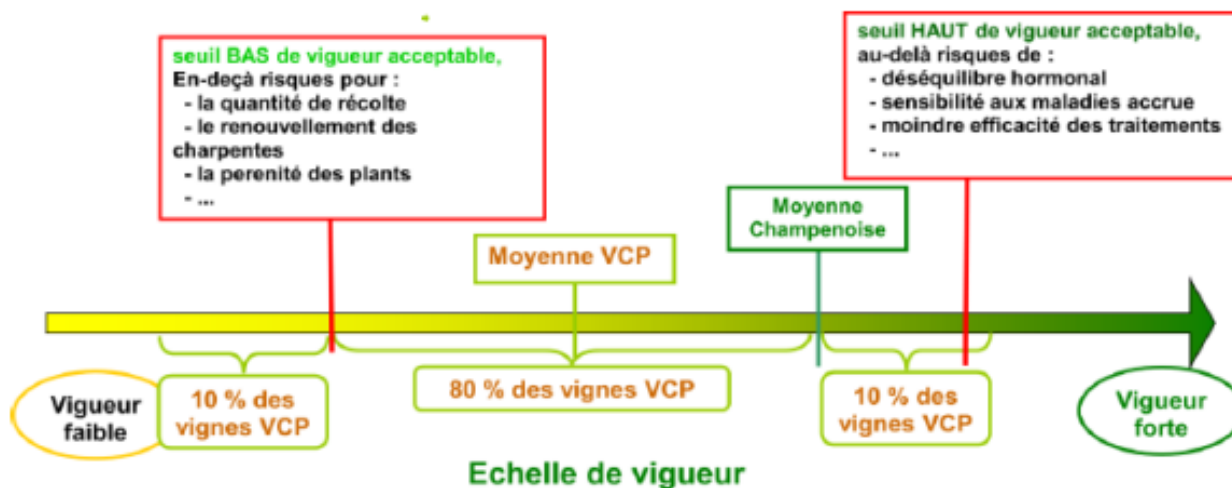 seuil BAS de vigueur acceptable,
En-deçà risques pour :
- la quantité de récolte
- le renouvellement des
charpentes
- la perenité des plants
- ...
seuil HAUT de vigueur acceptable,
au-delà risques de :
- déséquilibre hormonal
- sensibilité aux maladies accrue
- moindre efficacité des traitements
- ...
Moyenne VCP
Moyenne
Champenoise
Vigueur
faible
10 % des
vignes VCP
80 % des vignes VCP
10 % des
vignes VCP
Vigueur
forte
Echelle de vigueur